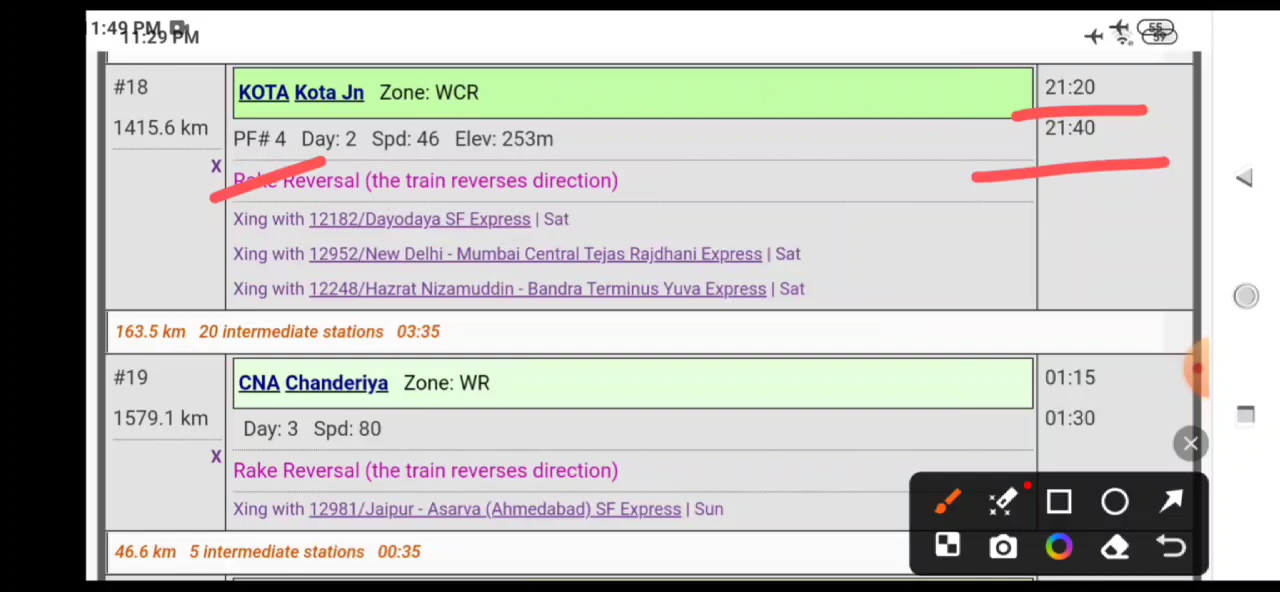 1:49 PM
11:29 PM
55
59
#18
KOTA Kota Jn Zone: WCR
21:20
1415.6 km
PF# 4 Day: 2 Spd: 46 Elev: 253m
21:40
X
Rake Reversal (the train reverses direction)
Xing with 12182/Dayodaya SF Express | Sat
Xing with 12952/New Delhi - Mumbai Central Tejas Rajdhani Express | Sat
Xing with 12248/Hazrat Nizamuddin - Bandra Terminus Yuva Express | Sat
163.5 km 20 intermediate stations 03:35
#19
CNA Chanderiya Zone: WR
01:15
1579.1 km
Day: 3 Spd: 80
01:30
X
Rake Reversal (the train reverses direction)
Xing with 12981/Jaipur - Asarva (Ahmedabad) SF Express | Sun
46.6 km 5 intermediate stations 00:35